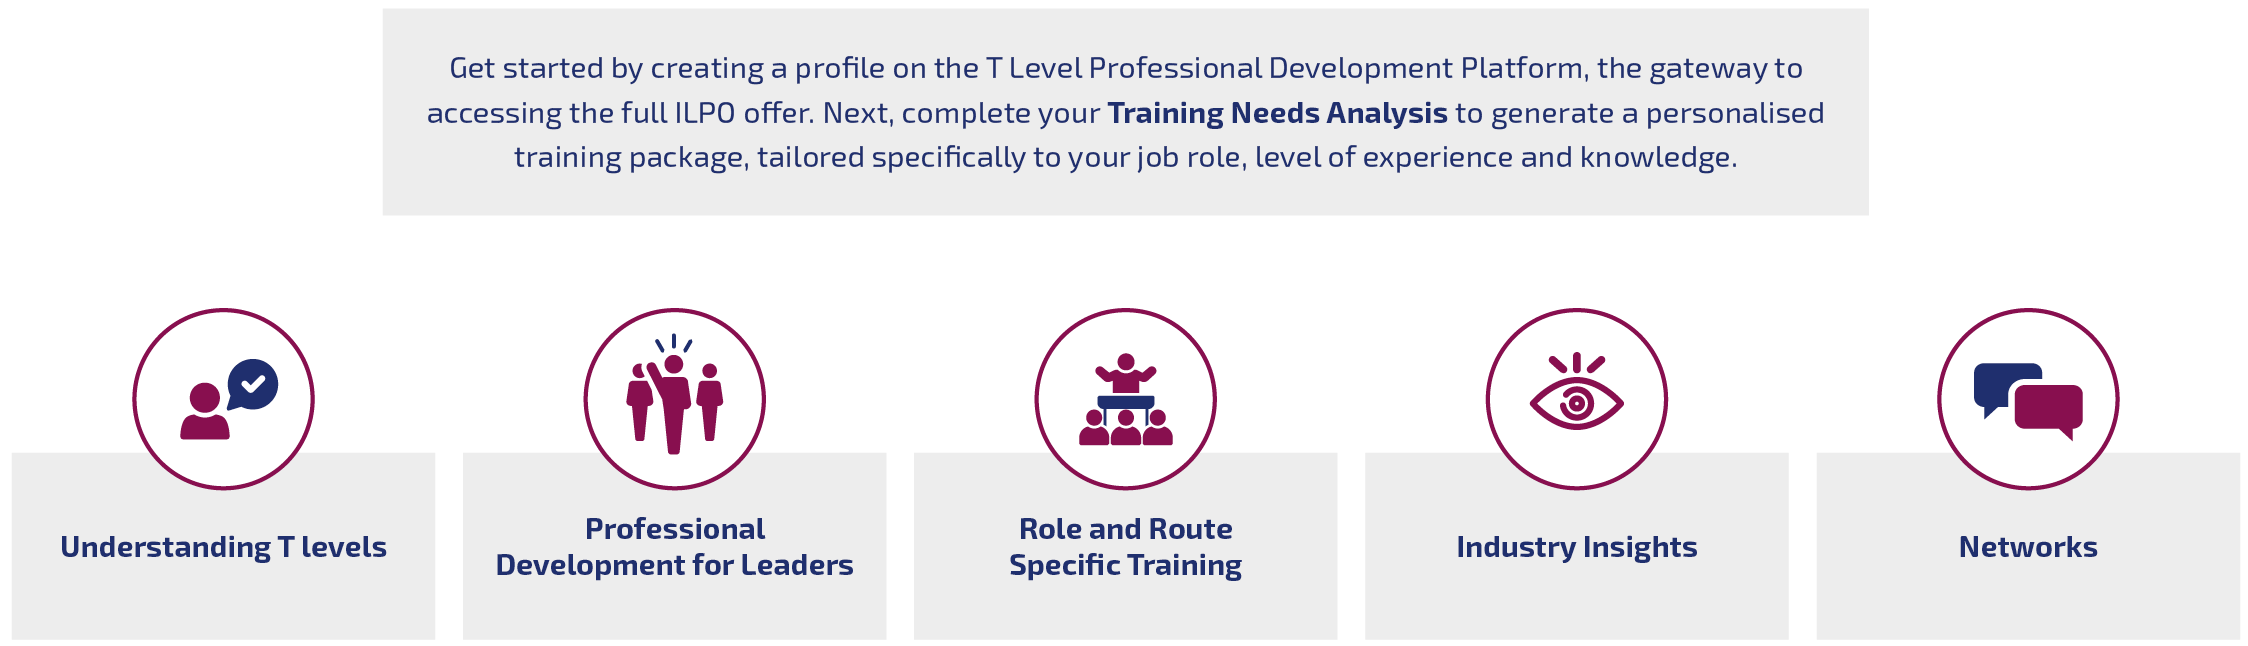 Get started by creating a profile on the T Level Professional Development Platform, the gateway to
accessing the full ILPO offer. Next, complete your Training Needs Analysis to generate a personalised
training package, tailored specifically to your job role, level of experience and knowledge.
Understanding T levels
Professional
Development for Leaders
Role and Route
Specific Training
Industry Insights
Networks